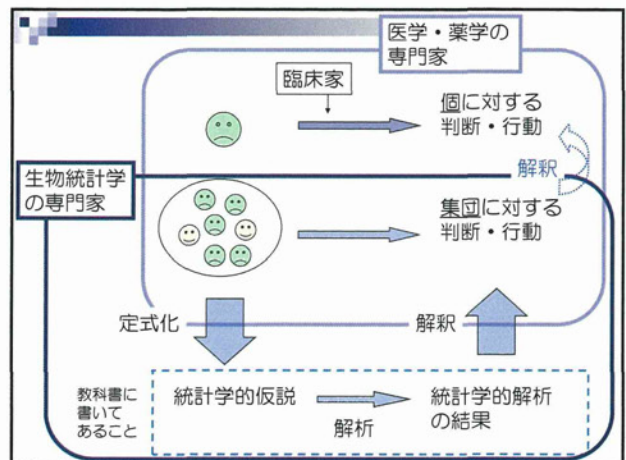 医学・薬学の
専門家
臨床家
個に対する
判断・行動
解釈
生物統計学
の専門家
集団に対する
判断・行動
定式化
解釈
教科書に
書いて
あること
統計学的仮説
解析
統計学的解析
の結果